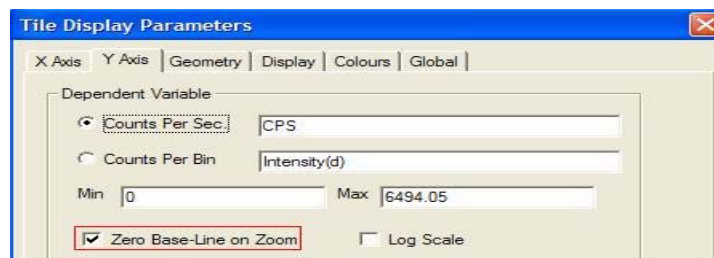 Tile Display Parameters
X Axis Y Axis Geometry Display Colours Global
Dependent Variable
Counts Per Sec. CPS
Counts Per Bin Intensity(d)
Min 0 Max 6494.05
Zero Base-Line on Zoom Log Scale